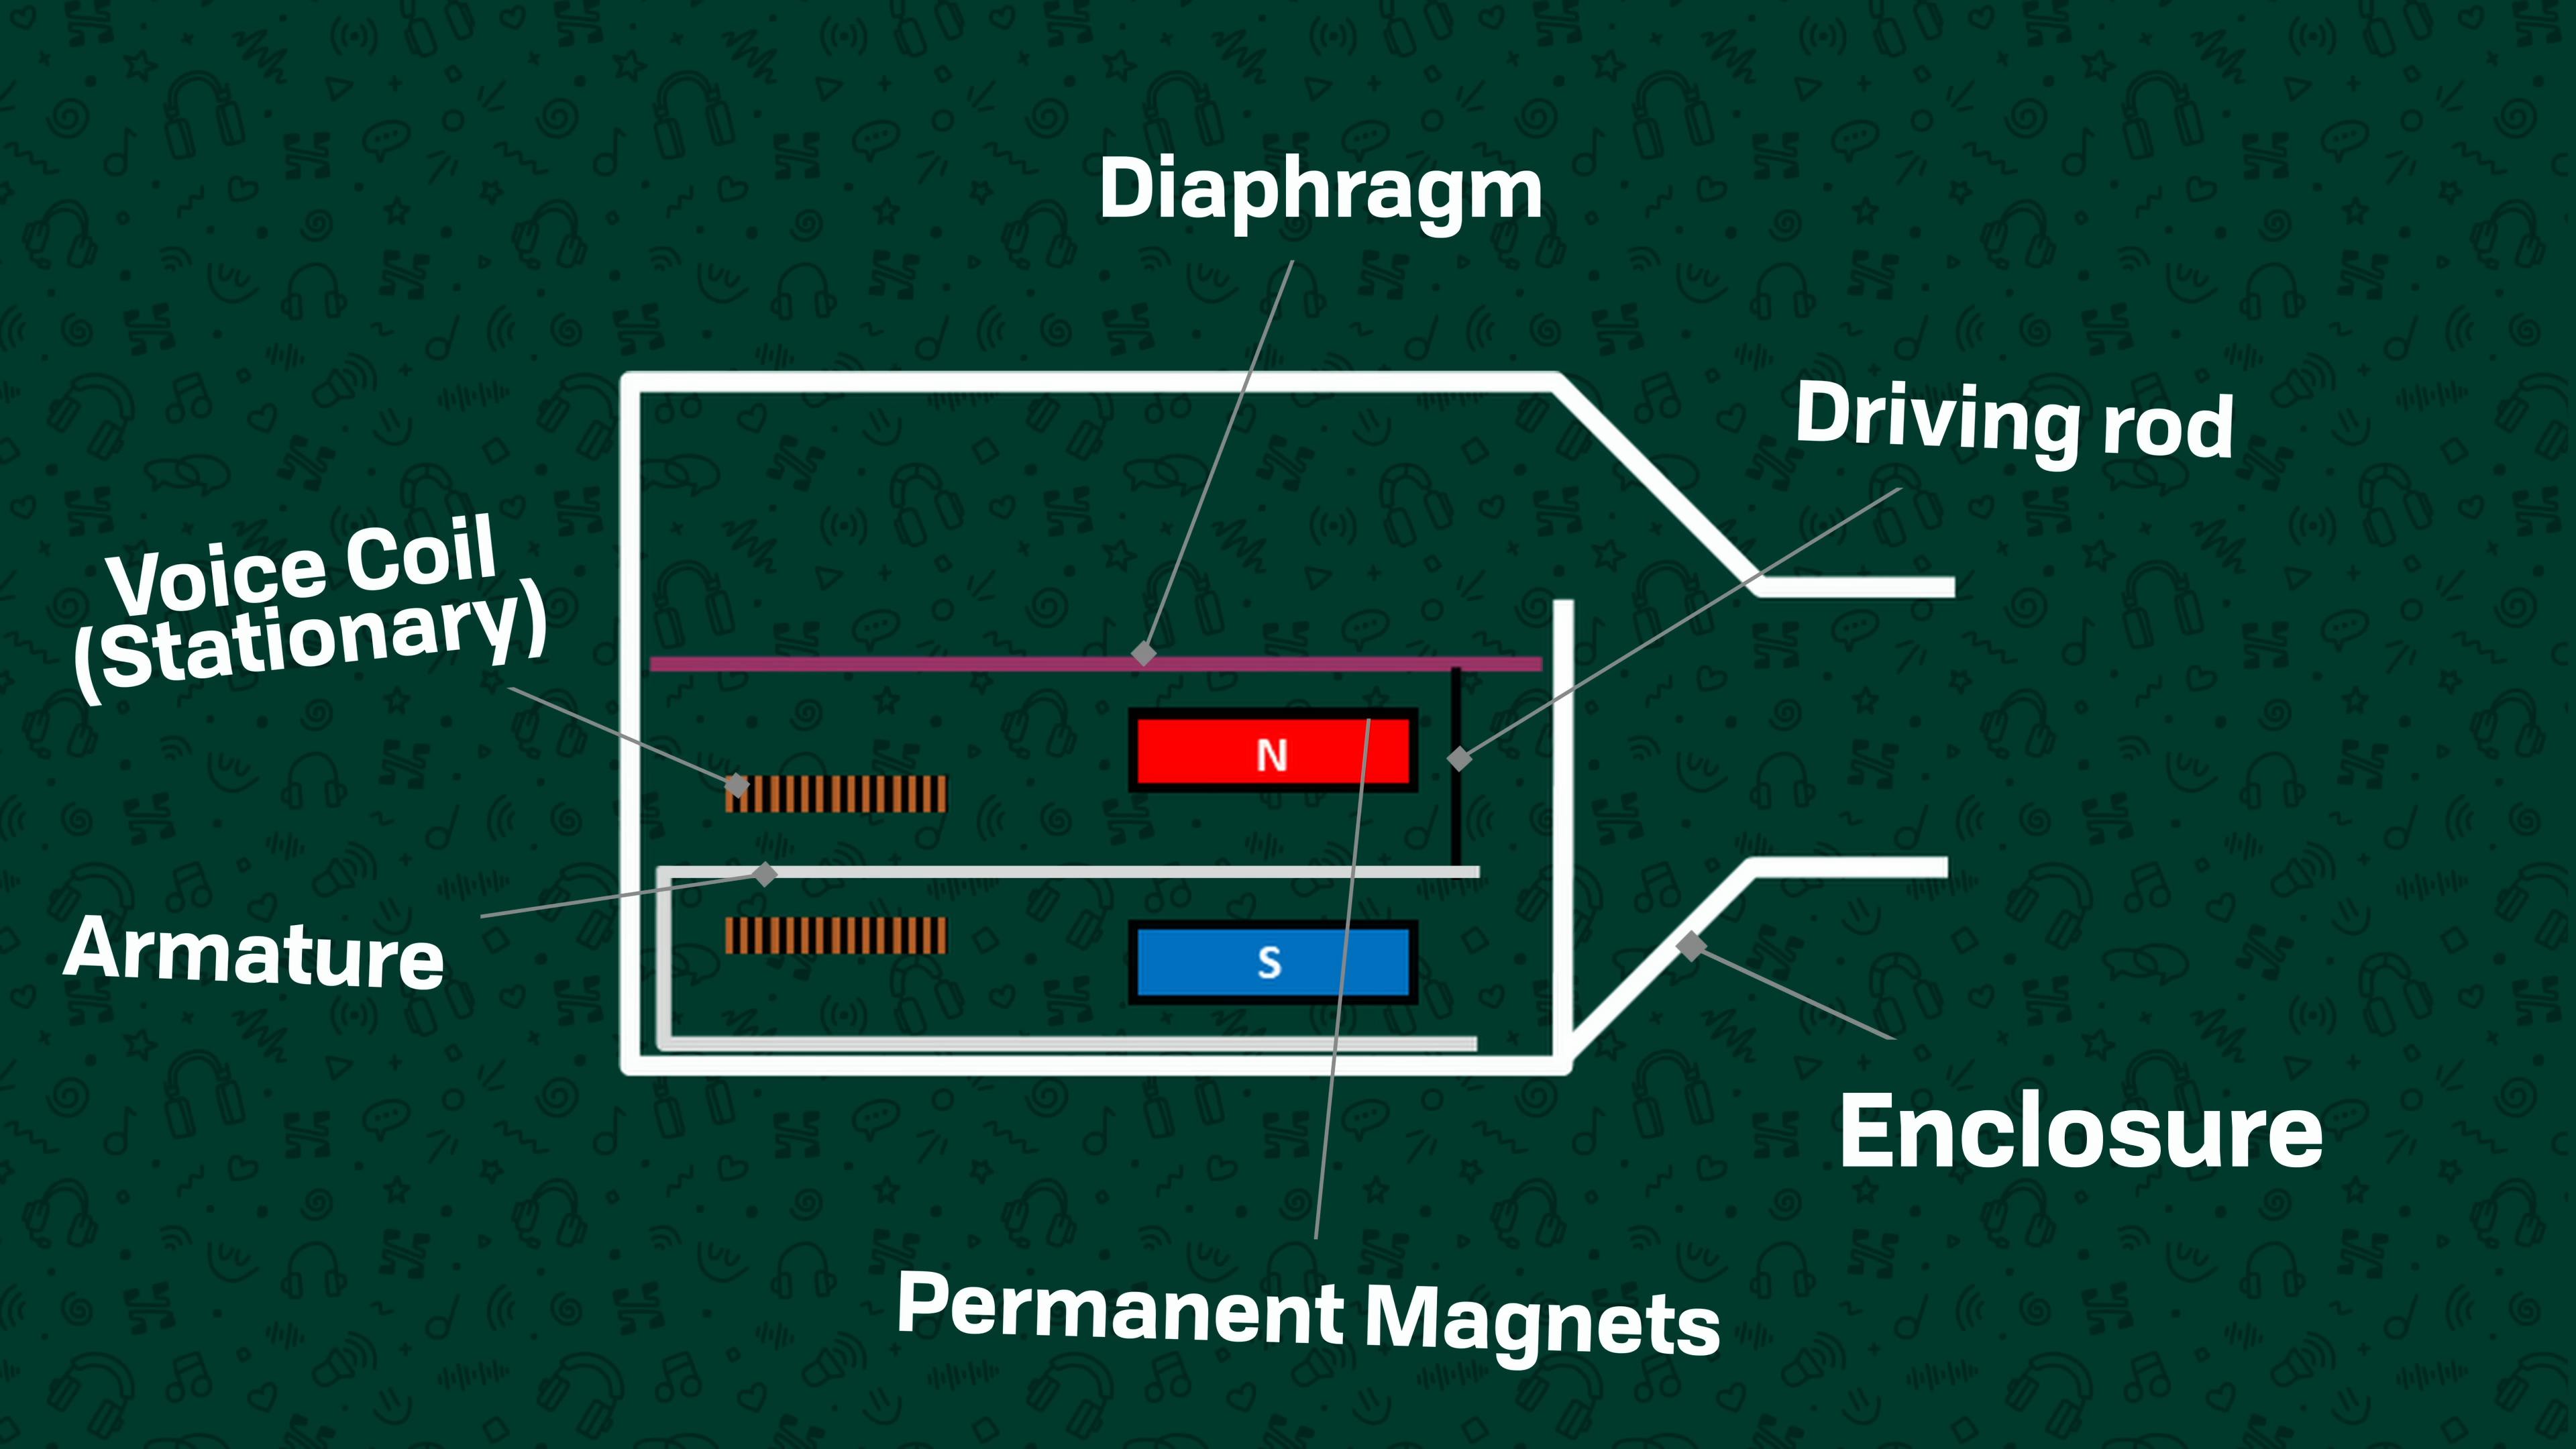 Diaphragm
Driving rod
Voice Coil
(Stationary)
N
Armature
S
Enclosure
Permanent Magnets